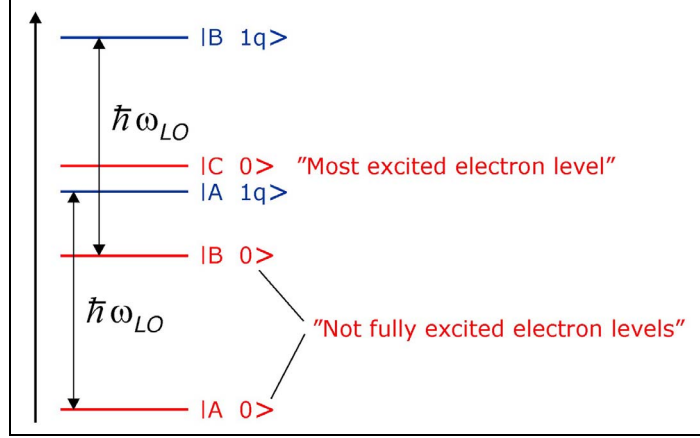 |B 1q>
ħω_LO
|C 0> ”Most excited electron level”
|A 1q>
|B 0>
ħω_LO
”Not fully excited electron levels”
|A 0>